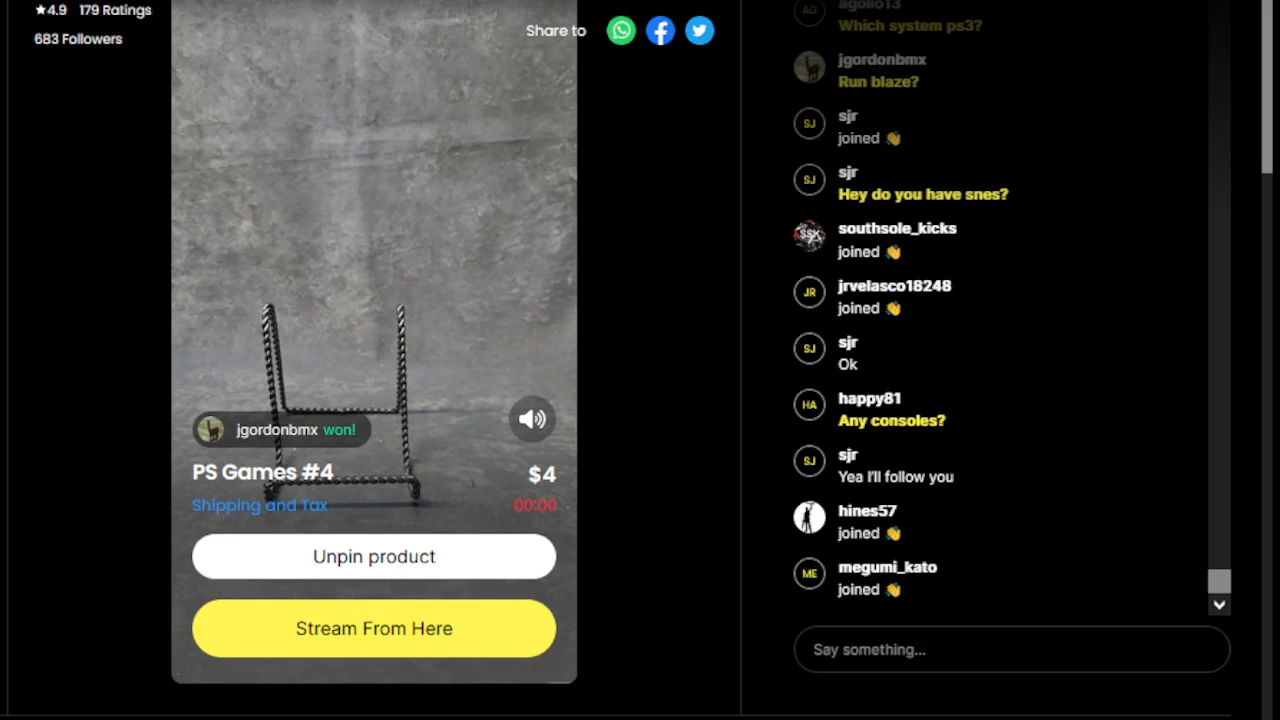 ★4.9 179 Ratings
683 Followers
Share to
jgordonbmx won!
PS Games #4
$4
Shipping and Tax
00:00
Unpin product
Stream From Here
AG
agolio13
Which system ps3?
jgordonbmx
Run blaze?
SJ
sjr
joined 👋
SJ
sjr
Hey do you have snes?
SSK
southsole_kicks
joined 👋
JR
jrvelasco18248
joined 👋
SJ
sjr
Ok
HA
happy81
Any consoles?
SJ
sjr
Yea I'll follow you
hines57
joined 👋
ME
megumi_kato
joined 👋
Say something...